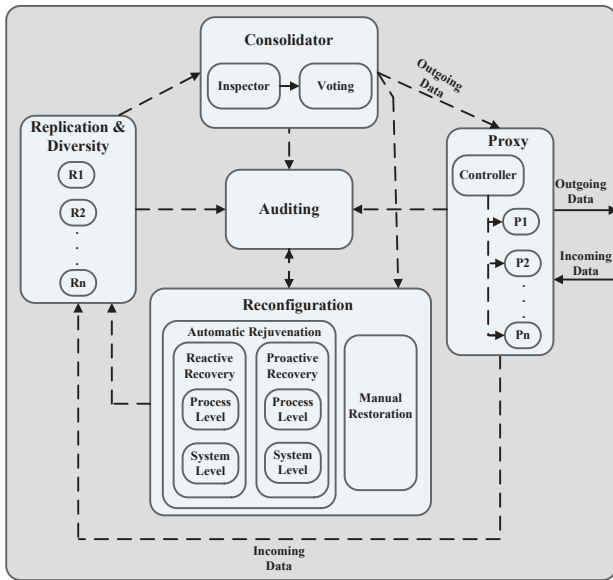 Consolidator
Inspector
Voting
Outgoing
Data
Replication &
Diversity
R1
R2
.
.
.
Rn
Auditing
Proxy
Controller
P1
P2
.
.
.
Pn
Outgoing
Data
Incoming
Data
Reconfiguration
Automatic Rejuvenation
Reactive
Recovery
Process
Level
System
Level
Proactive
Recovery
Process
Level
System
Level
Manual
Restoration
Incoming
Data